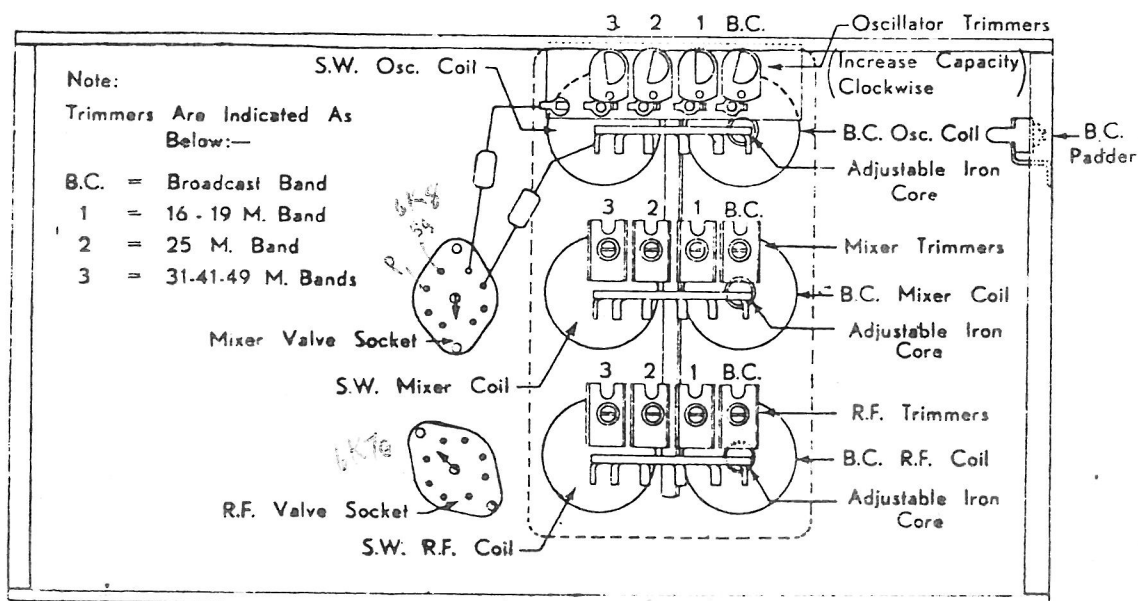 3 2 1 B.C.
Oscillator Trimmers
(Increase Capacity
Clockwise)
S.W. Osc. Coil
Note:
Trimmers Are Indicated As
Below:—
B.C. = Broadcast Band
1 = 16 - 19 M. Band
2 = 25 M. Band
3 = 31-41-49 M. Bands
B.C. Osc. Coil
B.C.
Padder
Adjustable Iron
Core
6K8
3 2 1 B.C.
Mixer Trimmers
B.C. Mixer Coil
Adjustable Iron
Core
Mixer Valve Socket
S.W. Mixer Coil
3 2 1 B.C.
R.F. Trimmers
B.C. R.F. Coil
Adjustable Iron
Core
R.F. Valve Socket
S.W. R.F. Coil